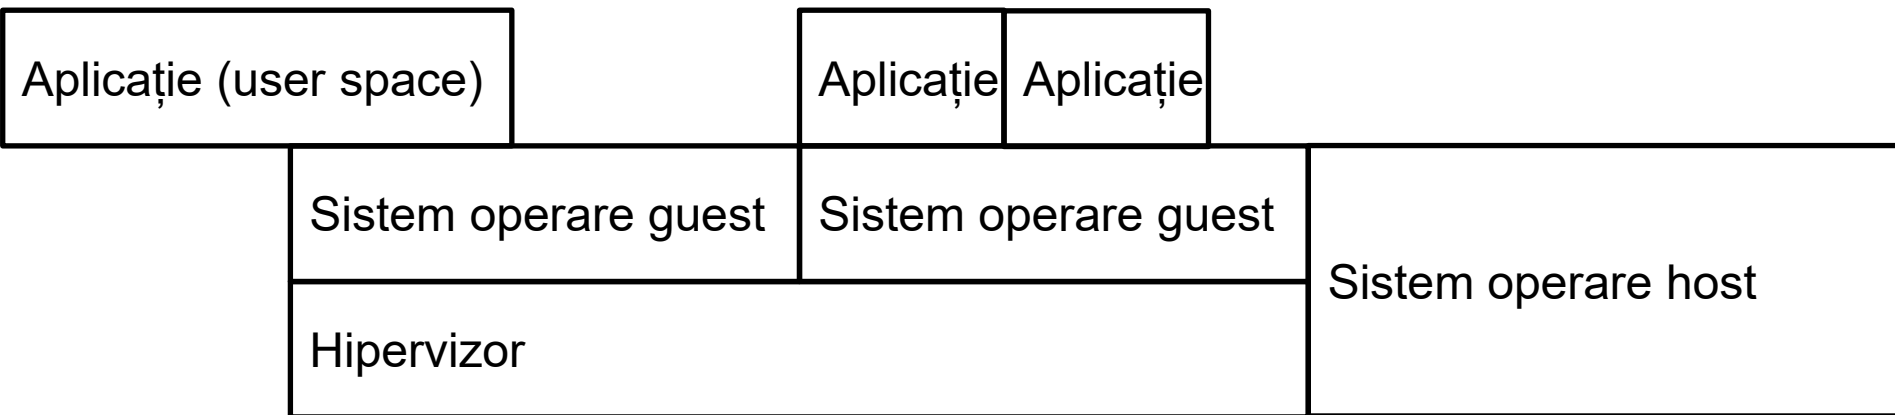 Aplicație (user space)
Aplicație
Aplicație
Sistem operare guest
Sistem operare guest
Sistem operare host
Hipervizor